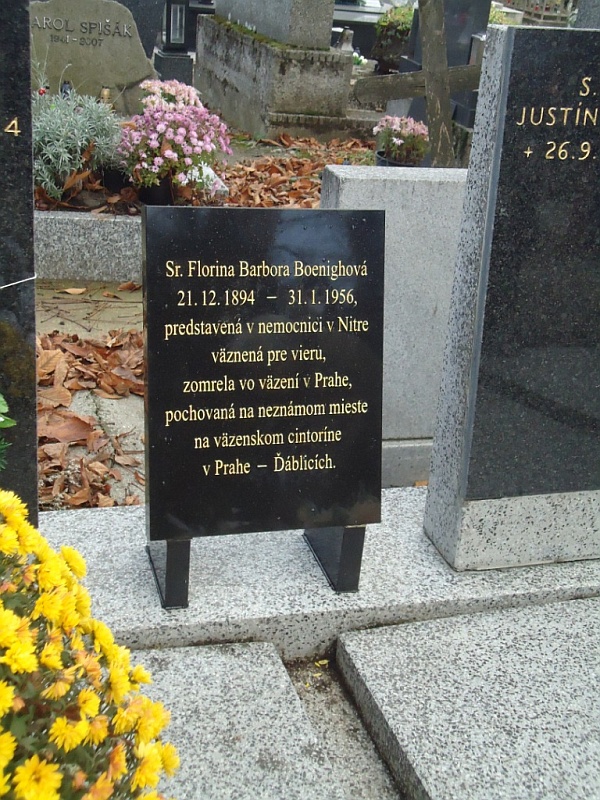 KAROL SPIŠÁK
1941-2007
4
S.
JUSTÍN
+ 26.9.
Sr. Florina Barbora Boenighová
21. 12. 1894 – 31. 1. 1956,
predstavená v nemocnici v Nitre
väznená pre vieru,
zomrela vo väzení v Prahe,
pochovaná na neznámom mieste
na väzenskom cintoríne
v Prahe – Ďáblicích.